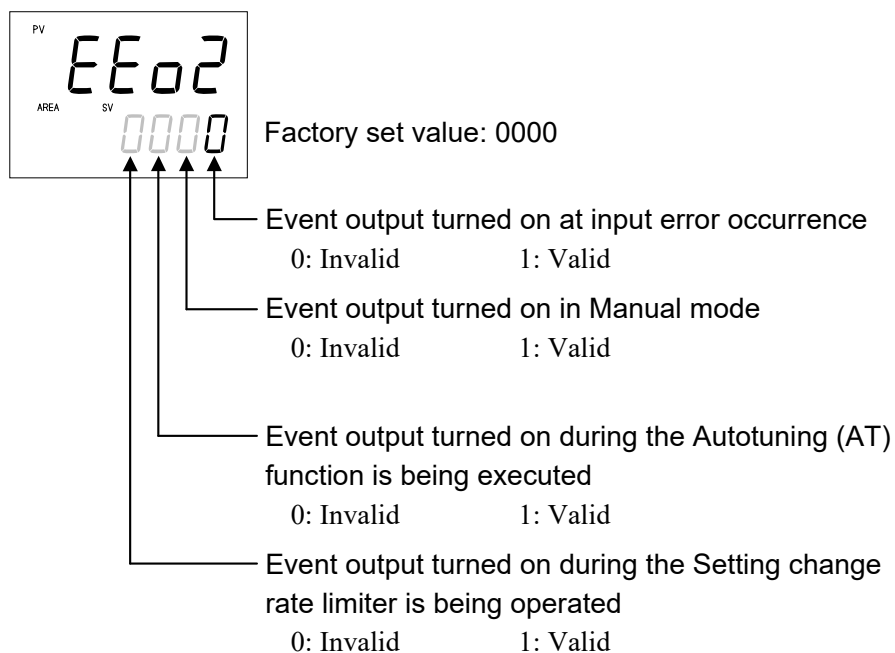 PV
EEo2
AREA SV
0000 Factory set value: 0000
Event output turned on at input error occurrence
0: Invalid 1: Valid
Event output turned on in Manual mode
0: Invalid 1: Valid
Event output turned on during the Autotuning (AT)
function is being executed
0: Invalid 1: Valid
Event output turned on during the Setting change
rate limiter is being operated
0: Invalid 1: Valid